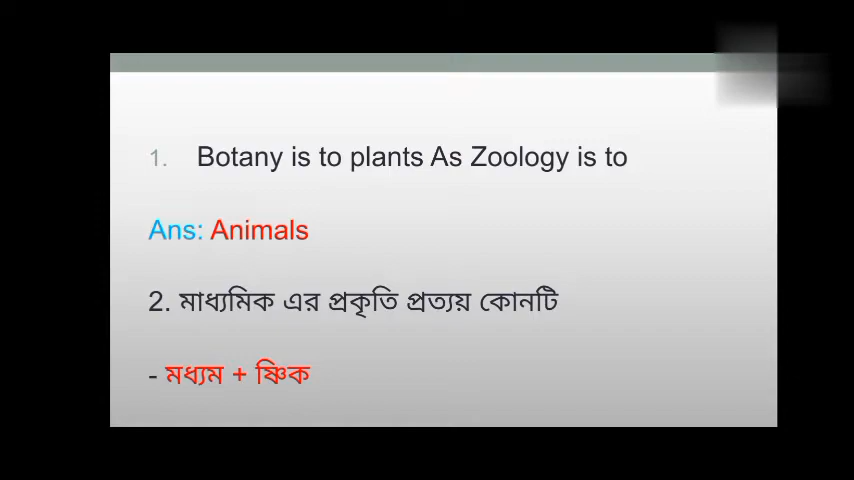 1. Botany is to plants As Zoology is to
Ans: Animals
2. মাধ্যমিক এর প্রকৃতি প্রত্যয় কোনটি
- মধ্যম + ষ্ণিক